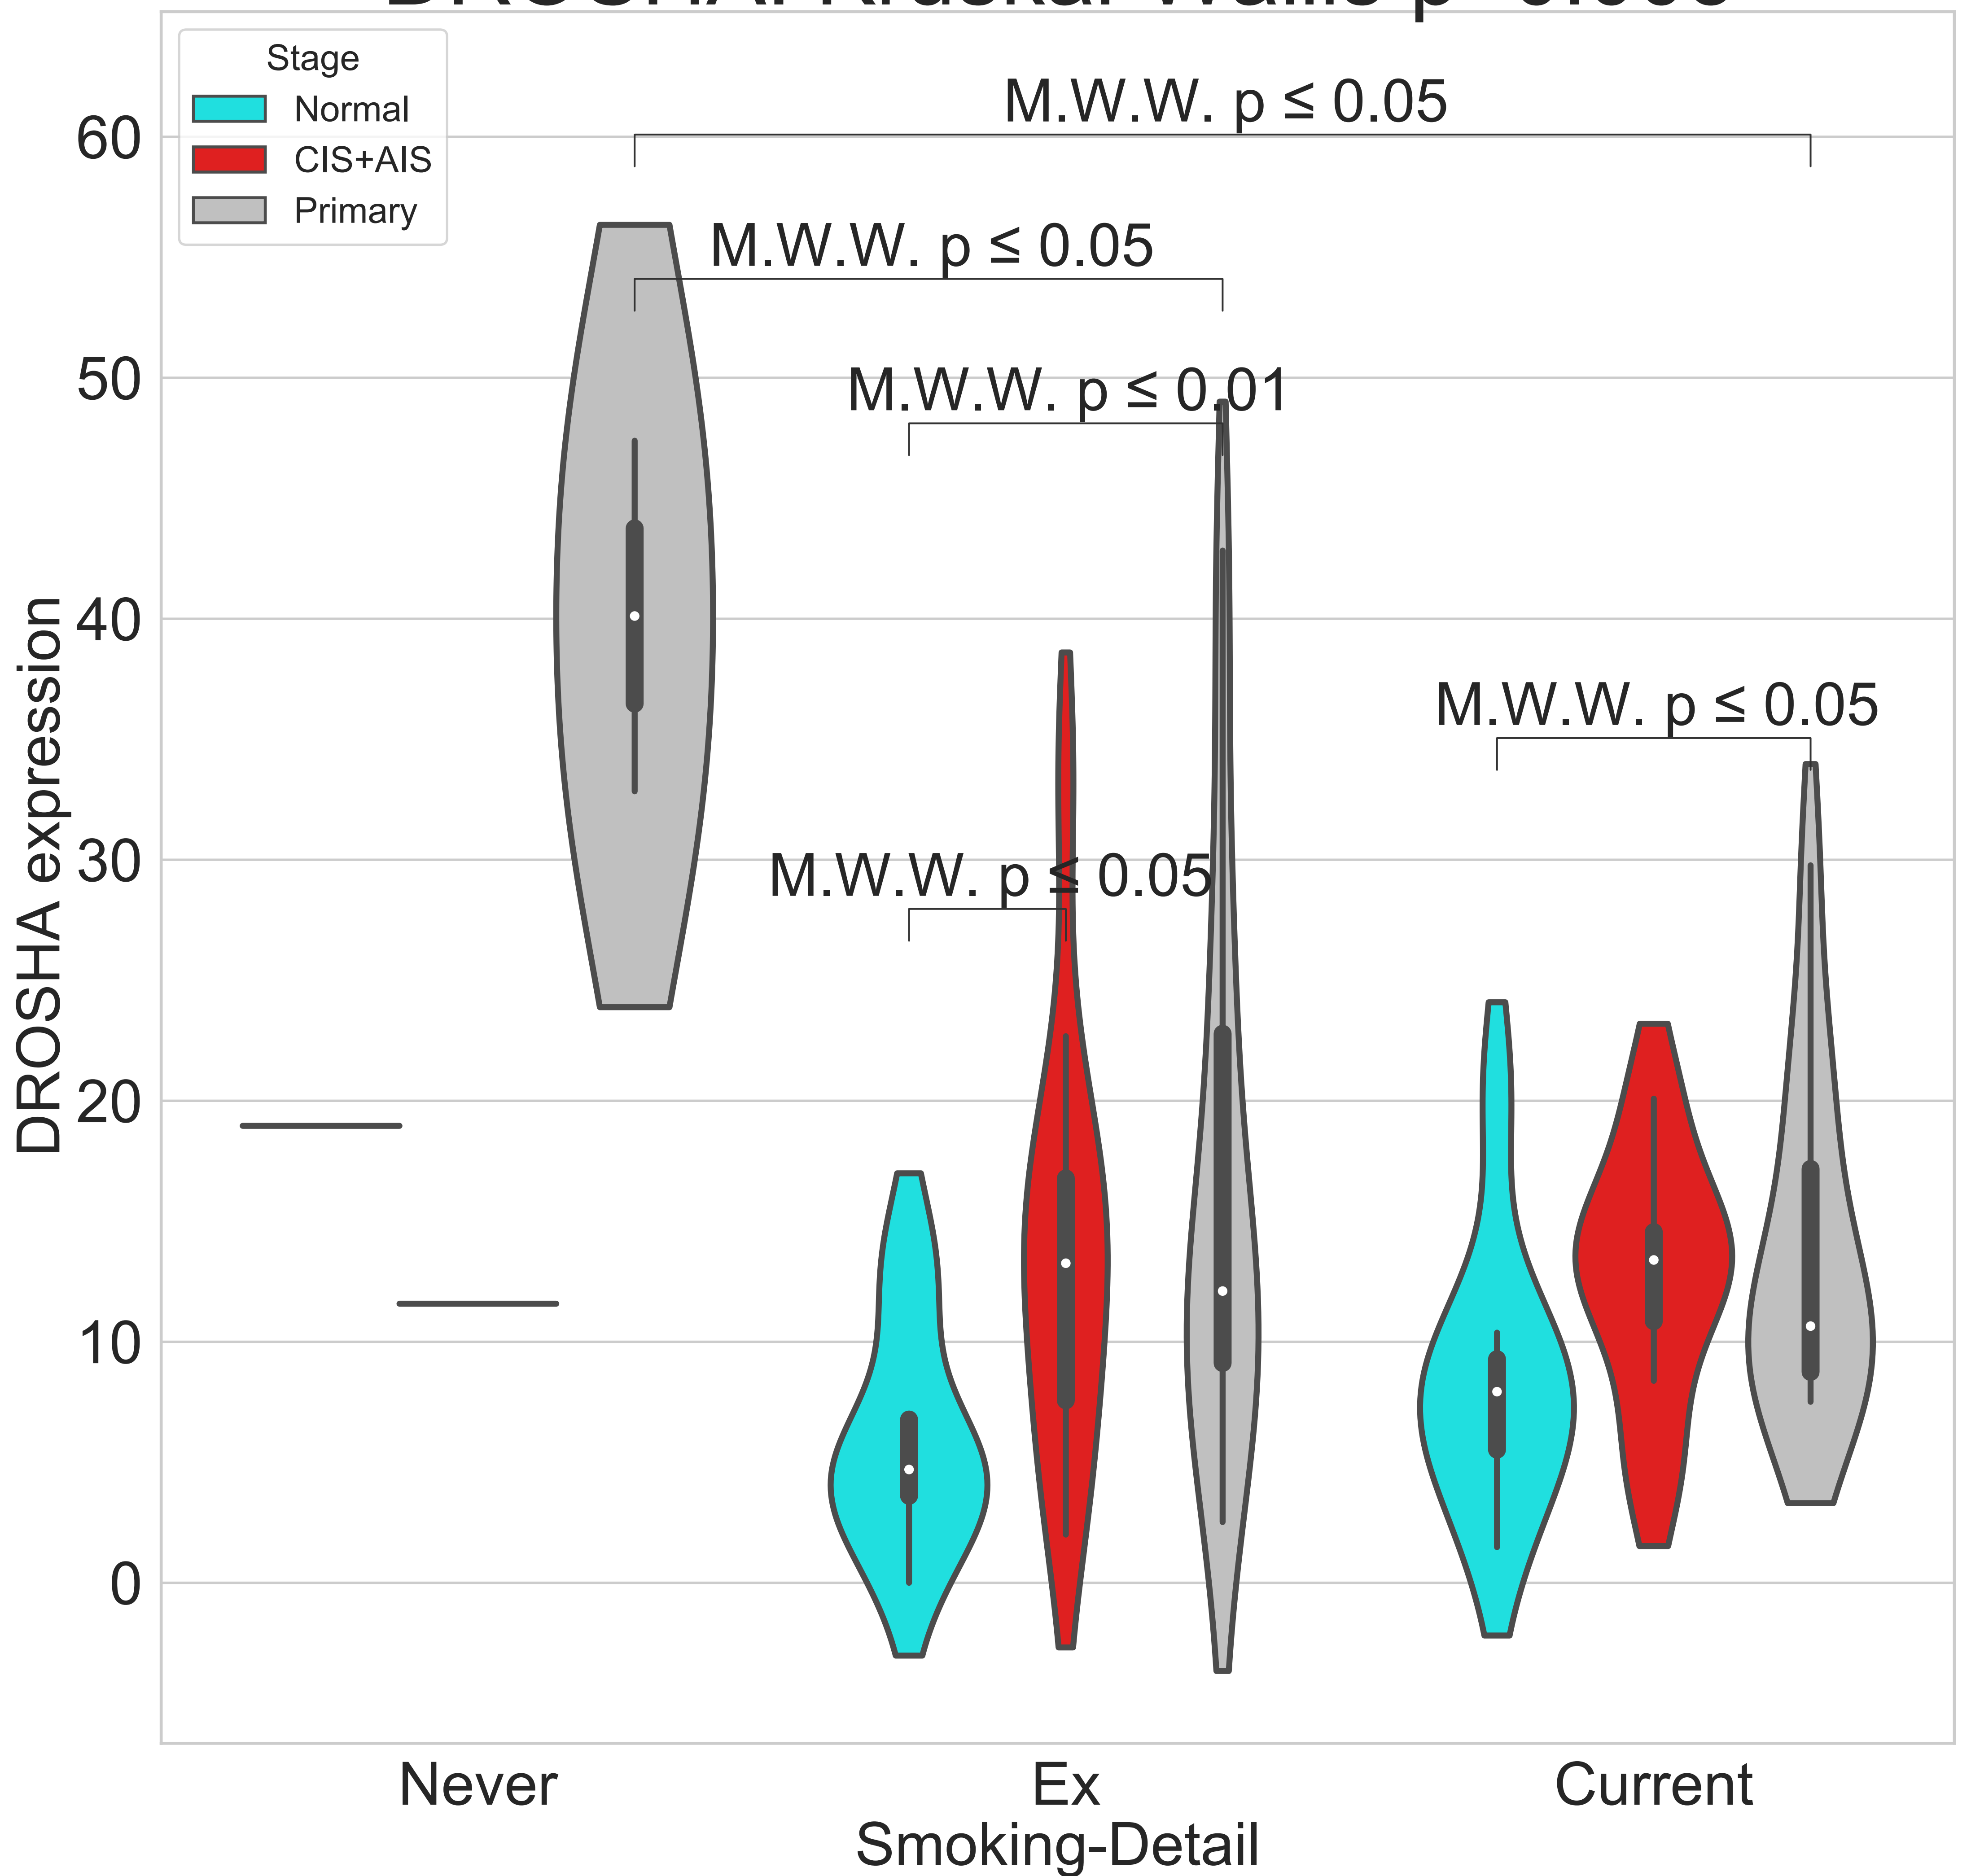 Stage
Normal
CIS+AIS
Primary
M.W.W. p ≤ 0.05
M.W.W. p ≤ 0.05
M.W.W. p ≤ 0.01
M.W.W. p ≤ 0.05
M.W.W. p ≤ 0.05
60
50
40
30
20
10
0
DROSHA expression
Never
Ex
Current
Smoking-Detail